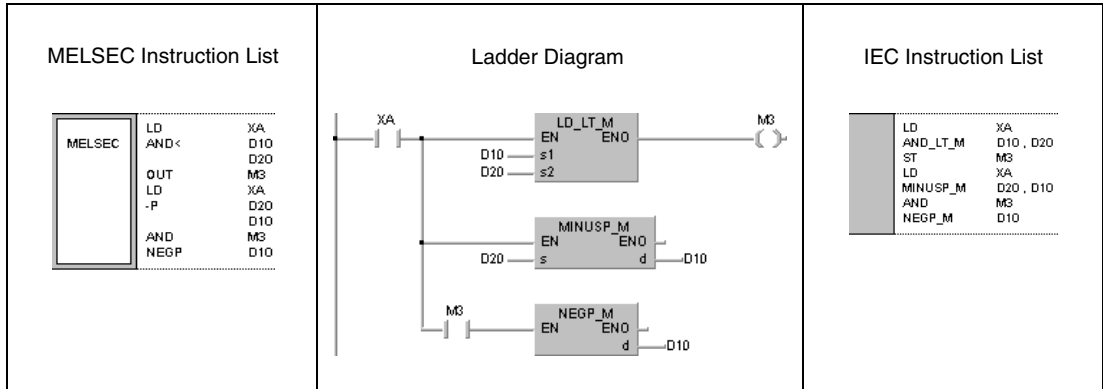 MELSEC Instruction List
MELSEC
LD XA
AND< D10
D20
OUT M3
LD XA
-P D20
D10
AND M3
NEGP D10
Ladder Diagram
XA
LD_LT_M
EN ENO
M3
D10 s1
D20 s2
MINUSP_M
EN ENO
D20 s d D10
M3
NEGP_M
EN ENO
d D10
IEC Instruction List
LD XA
AND_LT_M D10 , D20
ST M3
LD XA
MINUSP_M D20 , D10
AND M3
NEGP_M D10